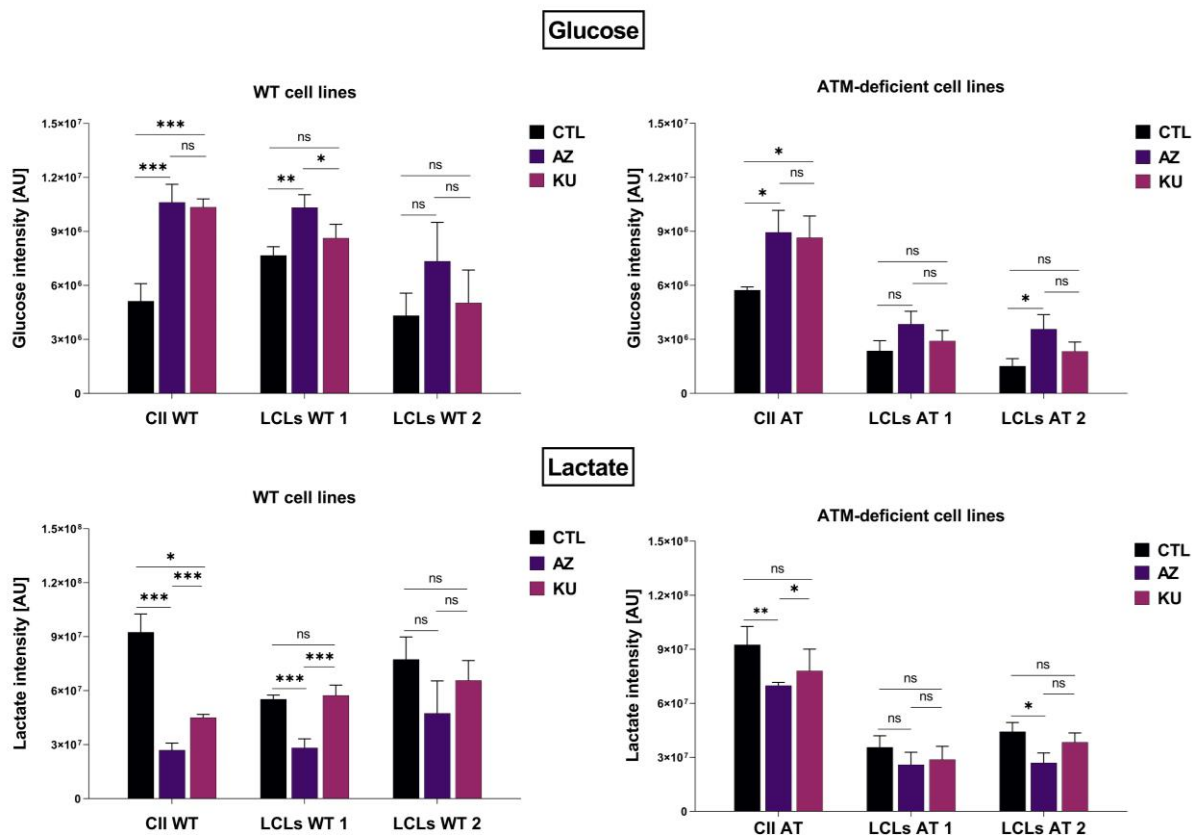 Glucose
WT cell lines
Glucose intensity [AU]
1.5×10⁷
1.2×10⁷
9×10⁶
6×10⁶
3×10⁶
0
***
ns
***
ns
*
**
ns
ns
ns
CTL
AZ
KU
CII WT
LCLs WT 1
LCLs WT 2
ATM-deficient cell lines
Glucose intensity [AU]
1.5×10⁷
1.2×10⁷
9×10⁶
6×10⁶
3×10⁶
0
*
ns
*
ns
ns
ns
ns
ns
*
CTL
AZ
KU
CII AT
LCLs AT 1
LCLs AT 2
Lactate
WT cell lines
Lactate intensity [AU]
1.5×10⁸
1.2×10⁸
9×10⁷
6×10⁷
3×10⁷
0
*
***
***
ns
***
***
ns
ns
ns
CTL
AZ
KU
CII WT
LCLs WT 1
LCLs WT 2
ATM-deficient cell lines
Lactate intensity [AU]
1.5×10⁸
1.2×10⁸
9×10⁷
6×10⁷
3×10⁷
0
ns
*
**
ns
ns
ns
ns
ns
*
CTL
AZ
KU
CII AT
LCLs AT 1
LCLs AT 2